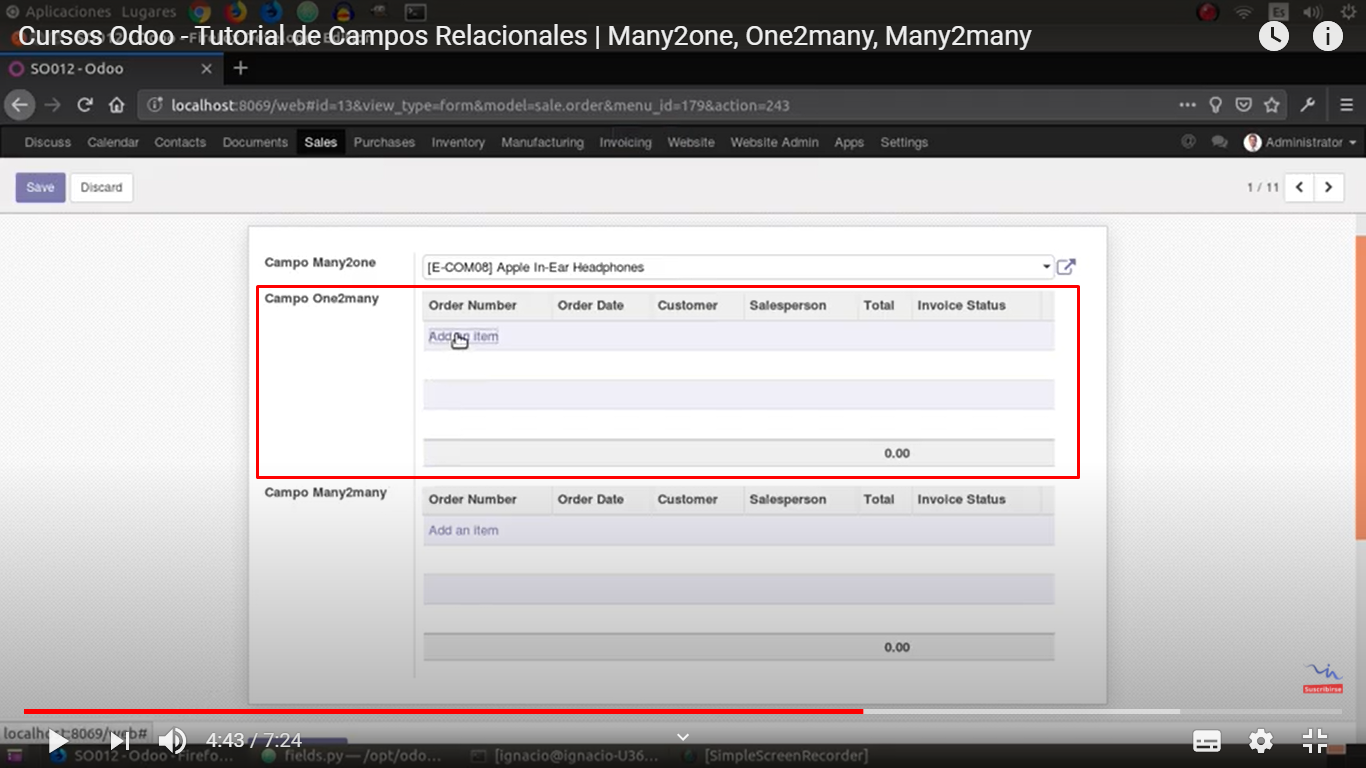 Aplicaciones Lugares
Es
Cursos Odoo - Tutorial de Campos Relacionales | Many2one, One2many, Many2many
SO012 - Odoo
localhost:8069/web#id=13&view_type=form&model=sale.order&menu_id=179&action=243
Discuss Calendar Contacts Documents Sales Purchases Inventory Manufacturing Invoicing Website Website Admin Apps Settings @ Administrator
Save Discard 1 / 11
Campo Many2one [E-COM08] Apple In-Ear Headphones
Campo One2many Order Number Order Date Customer Salesperson Total Invoice Status
Add an item
0.00
Campo Many2many Order Number Order Date Customer Salesperson Total Invoice Status
Add an item
0.00
Suscribirse
localhost:8069/web#
4:43 / 7:24
SO012 - Odoo - Firefo... fields.py — /opt/odo... [ignacio@ignacio-U36... [SimpleScreenRecorder]